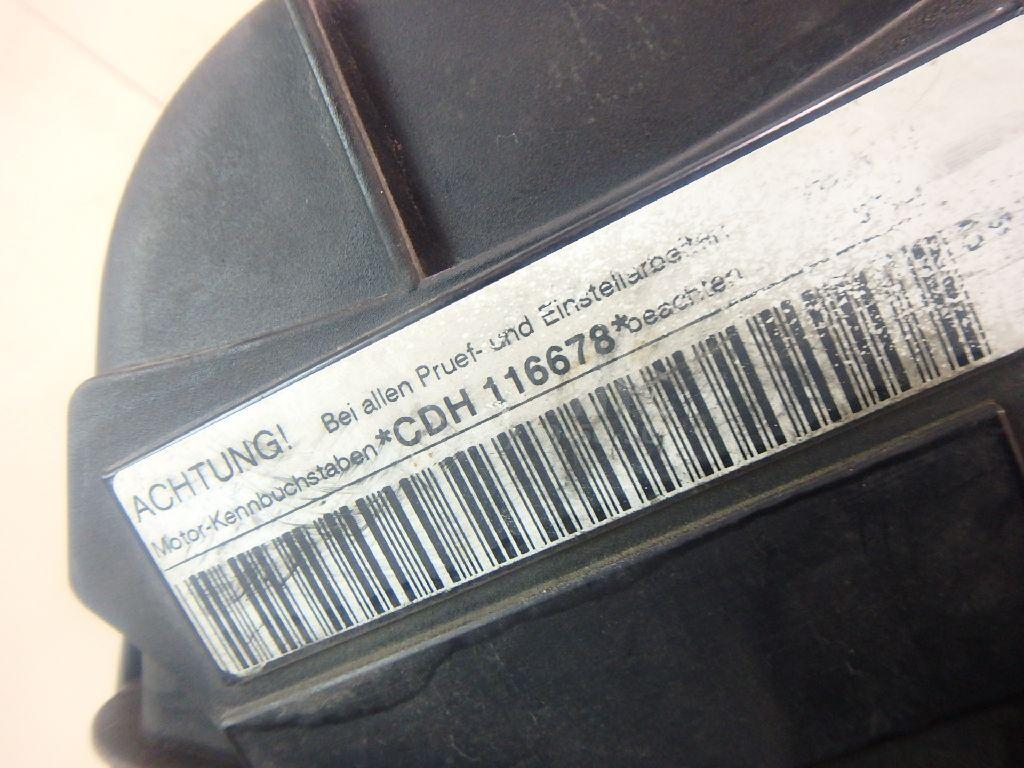 ACHTUNG! Bei allen Pruef- und Einstellarbeiten
Motor-Kennbuchstaben*CDH 116678*beachten